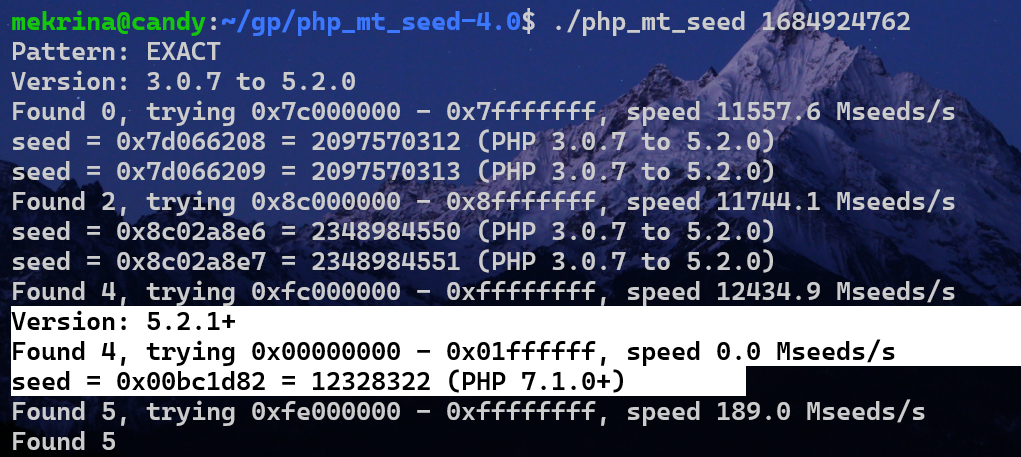 mekrina@candy:~/gp/php_mt_seed-4.0$ ./php_mt_seed 1684924762
Pattern: EXACT
Version: 3.0.7 to 5.2.0
Found 0, trying 0x7c000000 - 0x7fffffff, speed 11557.6 Mseeds/s
seed = 0x7d066208 = 2097570312 (PHP 3.0.7 to 5.2.0)
seed = 0x7d066209 = 2097570313 (PHP 3.0.7 to 5.2.0)
Found 2, trying 0x8c000000 - 0x8fffffff, speed 11744.1 Mseeds/s
seed = 0x8c02a8e6 = 2348984550 (PHP 3.0.7 to 5.2.0)
seed = 0x8c02a8e7 = 2348984551 (PHP 3.0.7 to 5.2.0)
Found 4, trying 0xfc000000 - 0xffffffff, speed 12434.9 Mseeds/s
Version: 5.2.1+
Found 4, trying 0x00000000 - 0x01ffffff, speed 0.0 Mseeds/s
seed = 0x00bc1d82 = 12328322 (PHP 7.1.0+)
Found 5, trying 0xfe000000 - 0xffffffff, speed 189.0 Mseeds/s
Found 5